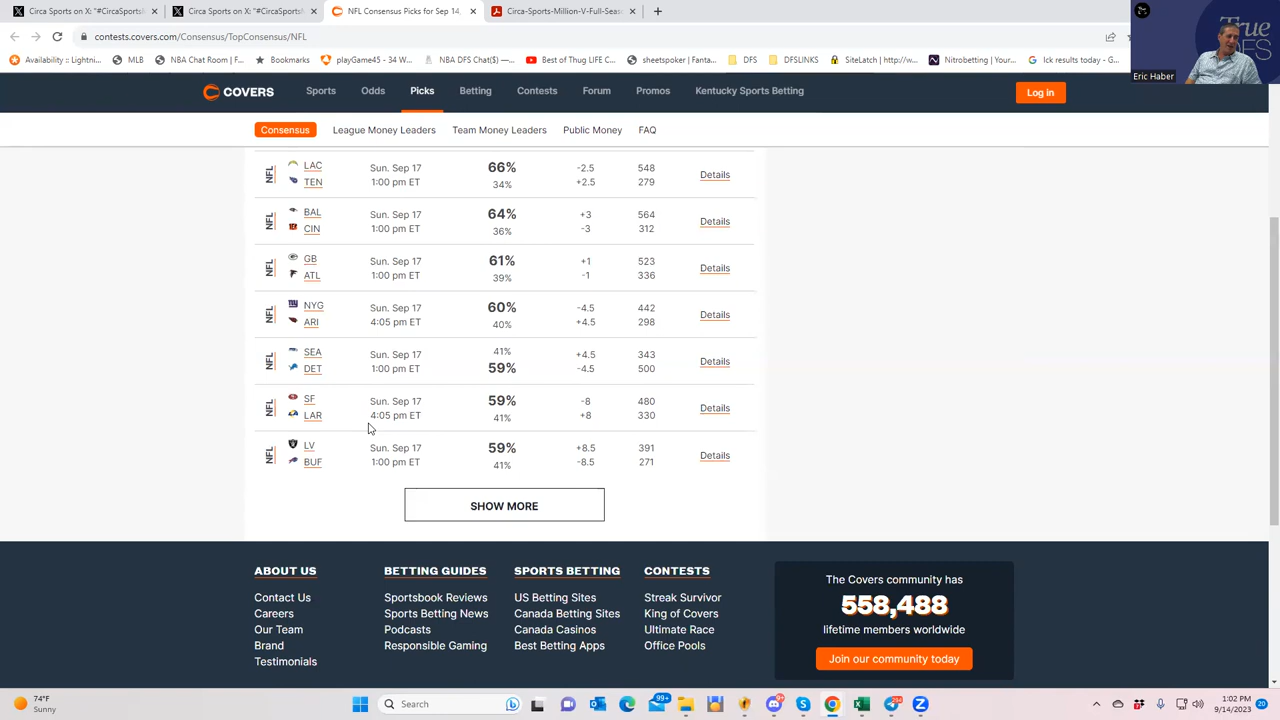 Circa Sports on X: "#CircaSports
Circa Sports on X: "#CircaSportsM
NFL Consensus Picks for Sep 14,
Circa-Sports-Million-V-Full-Seaso
contests.covers.com/Consensus/TopConsensus/NFL
Availability :: Lightni...
MLB
NBA Chat Room | F...
Bookmarks
playGame45 - 34 W...
NBA DFS Chat($) —...
Best of Thug LIFE C...
sheetspoker | Fanta...
DFS
DFSLINKS
SiteLatch | http://w...
Nitrobetting | Your...
lck results today - G...
True
DFS
Eric Haber
COVERS
Sports
Odds
Picks
Betting
Contests
Forum
Promos
Kentucky Sports Betting
Log in
Consensus
League Money Leaders
Team Money Leaders
Public Money
FAQ
NFL LAC Sun. Sep 17 66% -2.5 548 Details
TEN 1:00 pm ET 34% +2.5 279
NFL BAL Sun. Sep 17 64% +3 564 Details
CIN 1:00 pm ET 36% -3 312
NFL GB Sun. Sep 17 61% +1 523 Details
ATL 1:00 pm ET 39% -1 336
NFL NYG Sun. Sep 17 60% -4.5 442 Details
ARI 4:05 pm ET 40% +4.5 298
NFL SEA Sun. Sep 17 41% +4.5 343 Details
DET 1:00 pm ET 59% -4.5 500
NFL SF Sun. Sep 17 59% -8 480 Details
LAR 4:05 pm ET 41% +8 330
NFL LV Sun. Sep 17 59% +8.5 391 Details
BUF 1:00 pm ET 41% -8.5 271
SHOW MORE
ABOUT US
Contact Us
Careers
Our Team
Brand
Testimonials
BETTING GUIDES
Sportsbook Reviews
Sports Betting News
Podcasts
Responsible Gaming
SPORTS BETTING
US Betting Sites
Canada Betting Sites
Canada Casinos
Best Betting Apps
CONTESTS
Streak Survivor
King of Covers
Ultimate Race
Office Pools
The Covers community has
558,488
lifetime members worldwide
Join our community today
74°F
Sunny
Search
99+
1:02 PM
9/14/2023
20